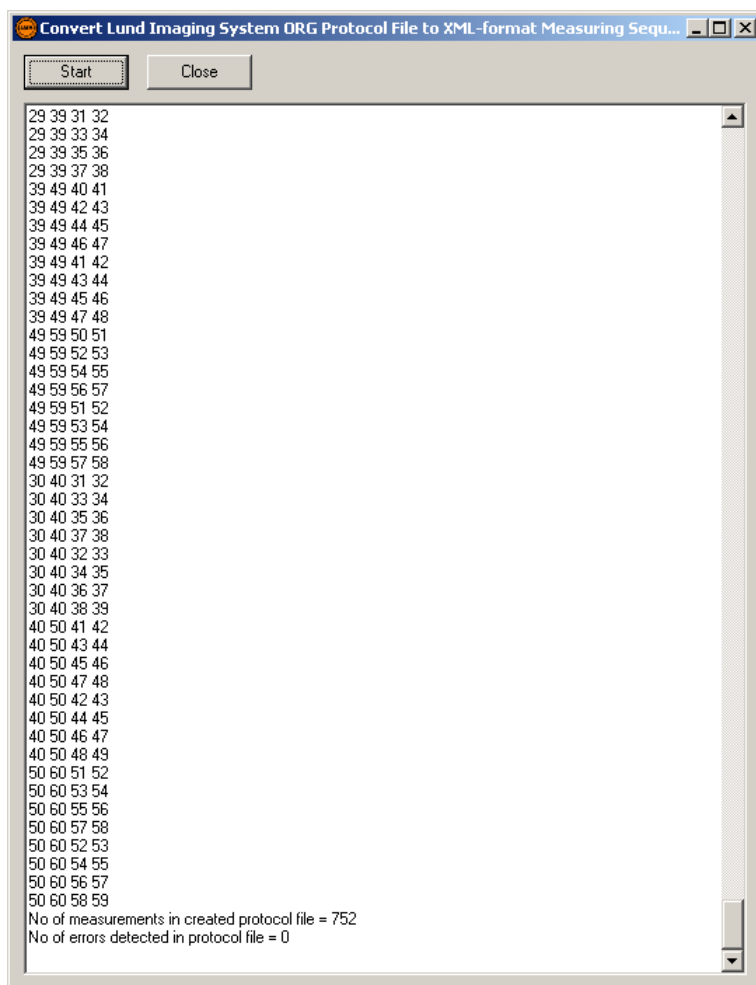 Convert Lund Imaging System ORG Protocol File to XML-format Measuring Sequ...
Start Close
29 39 31 32
29 39 33 34
29 39 35 36
29 39 37 38
39 49 40 41
39 49 42 43
39 49 44 45
39 49 46 47
39 49 41 42
39 49 43 44
39 49 45 46
39 49 47 48
49 59 50 51
49 59 52 53
49 59 54 55
49 59 56 57
49 59 51 52
49 59 53 54
49 59 55 56
49 59 57 58
30 40 31 32
30 40 33 34
30 40 35 36
30 40 37 38
30 40 32 33
30 40 34 35
30 40 36 37
30 40 38 39
40 50 41 42
40 50 43 44
40 50 45 46
40 50 47 48
40 50 42 43
40 50 44 45
40 50 46 47
40 50 48 49
50 60 51 52
50 60 53 54
50 60 55 56
50 60 57 58
50 60 52 53
50 60 54 55
50 60 56 57
50 60 58 59
No of measurements in created protocol file = 752
No of errors detected in protocol file = 0